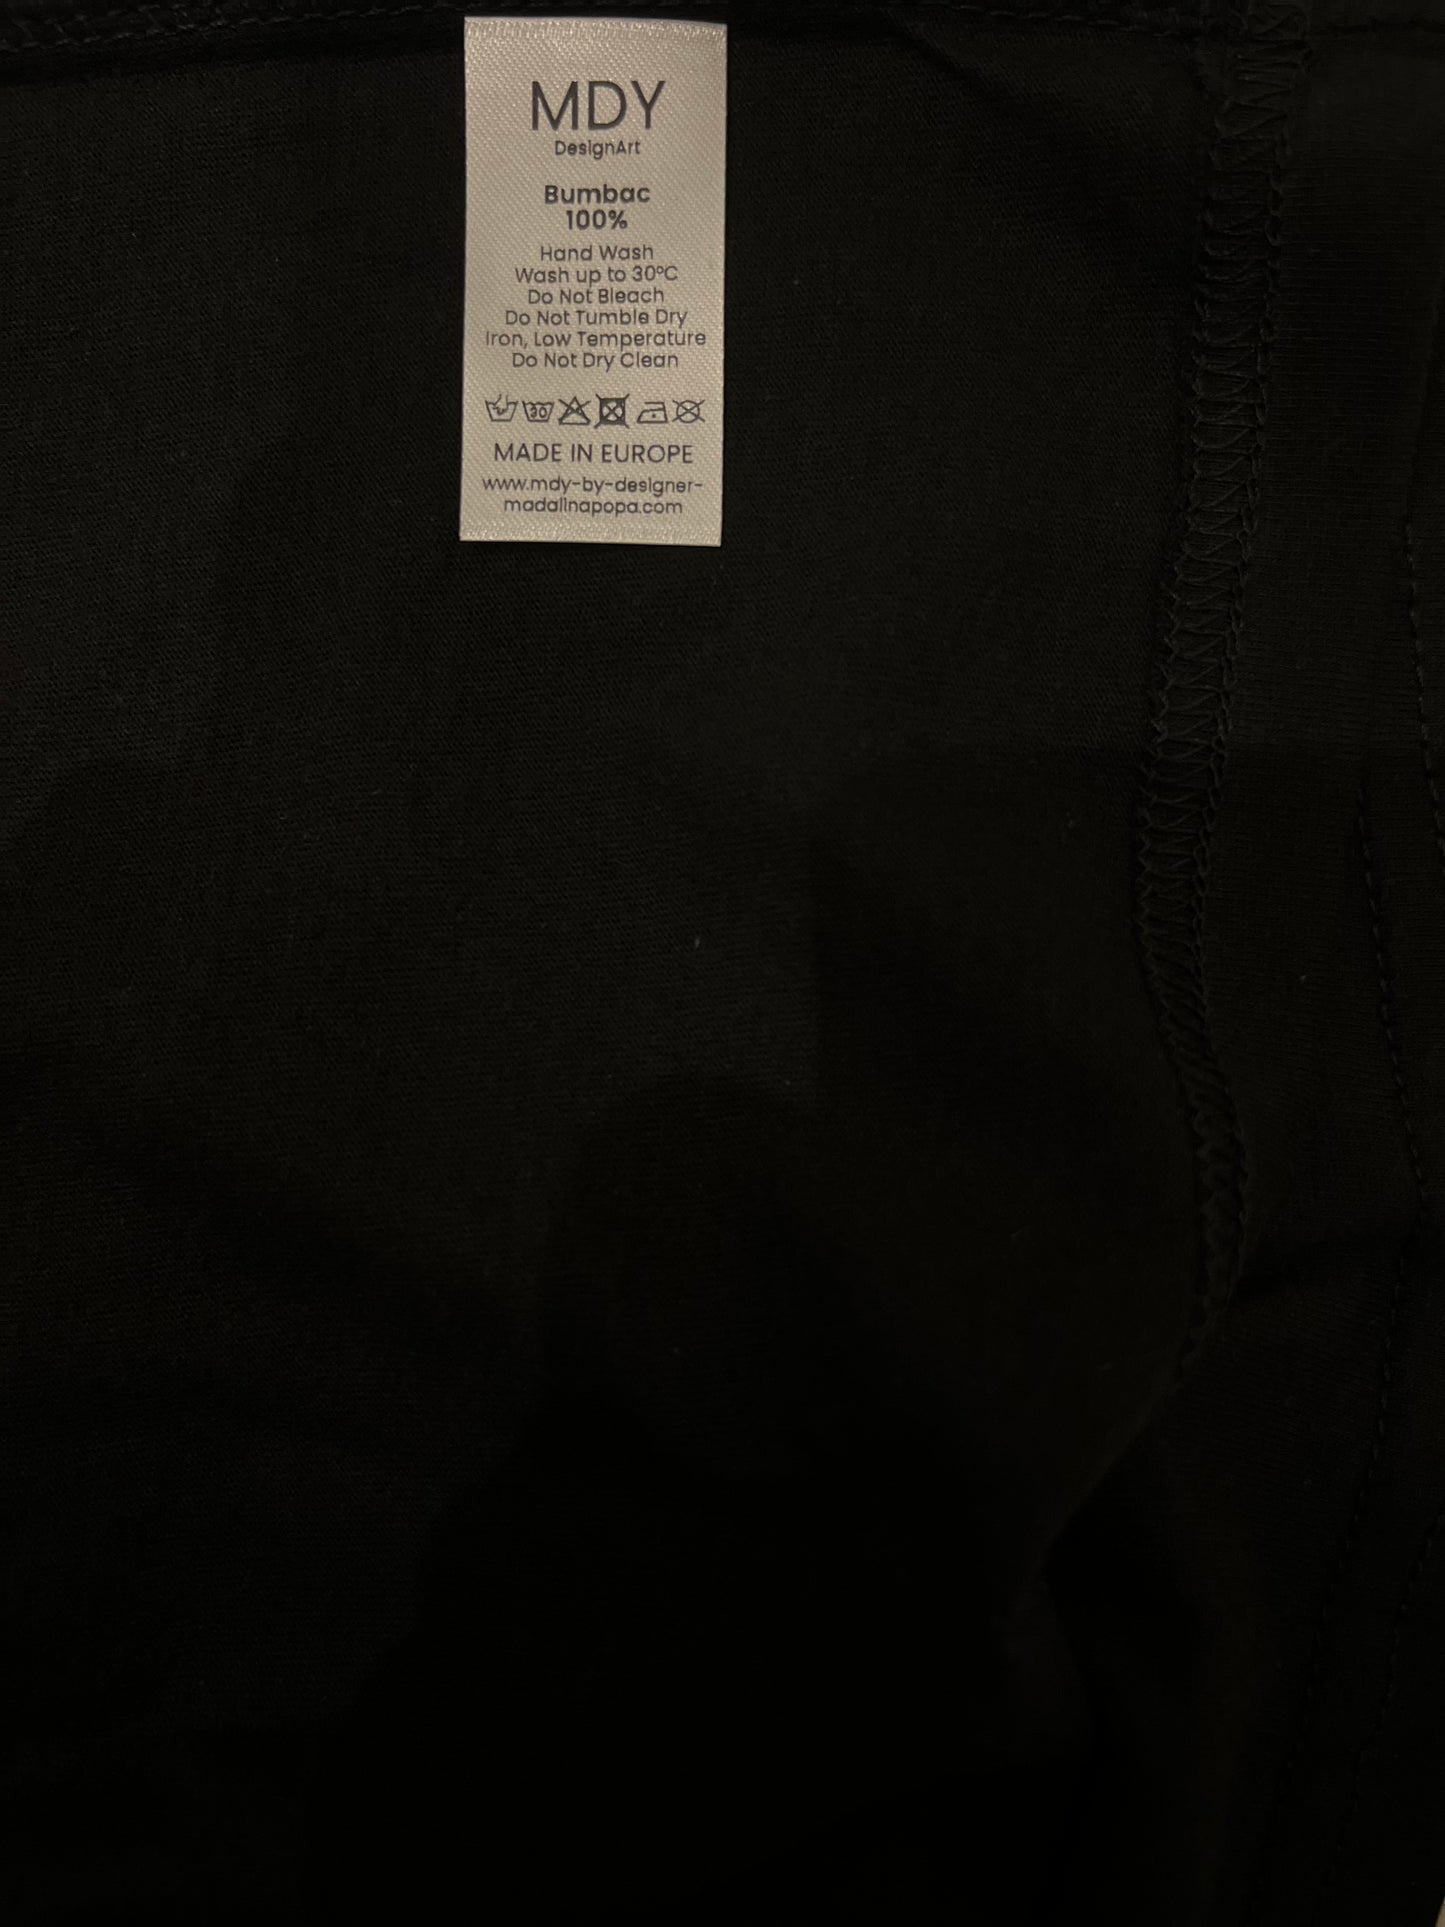 MDY
DesignArt
Bumbac
100%
Hand Wash
Wash up to 30°C
Do Not Bleach
Do Not Tumble Dry
Iron, Low Temperature
Do Not Dry Clean
30
MADE IN EUROPE
www.mdy-by-designer-
madalinapopa.com